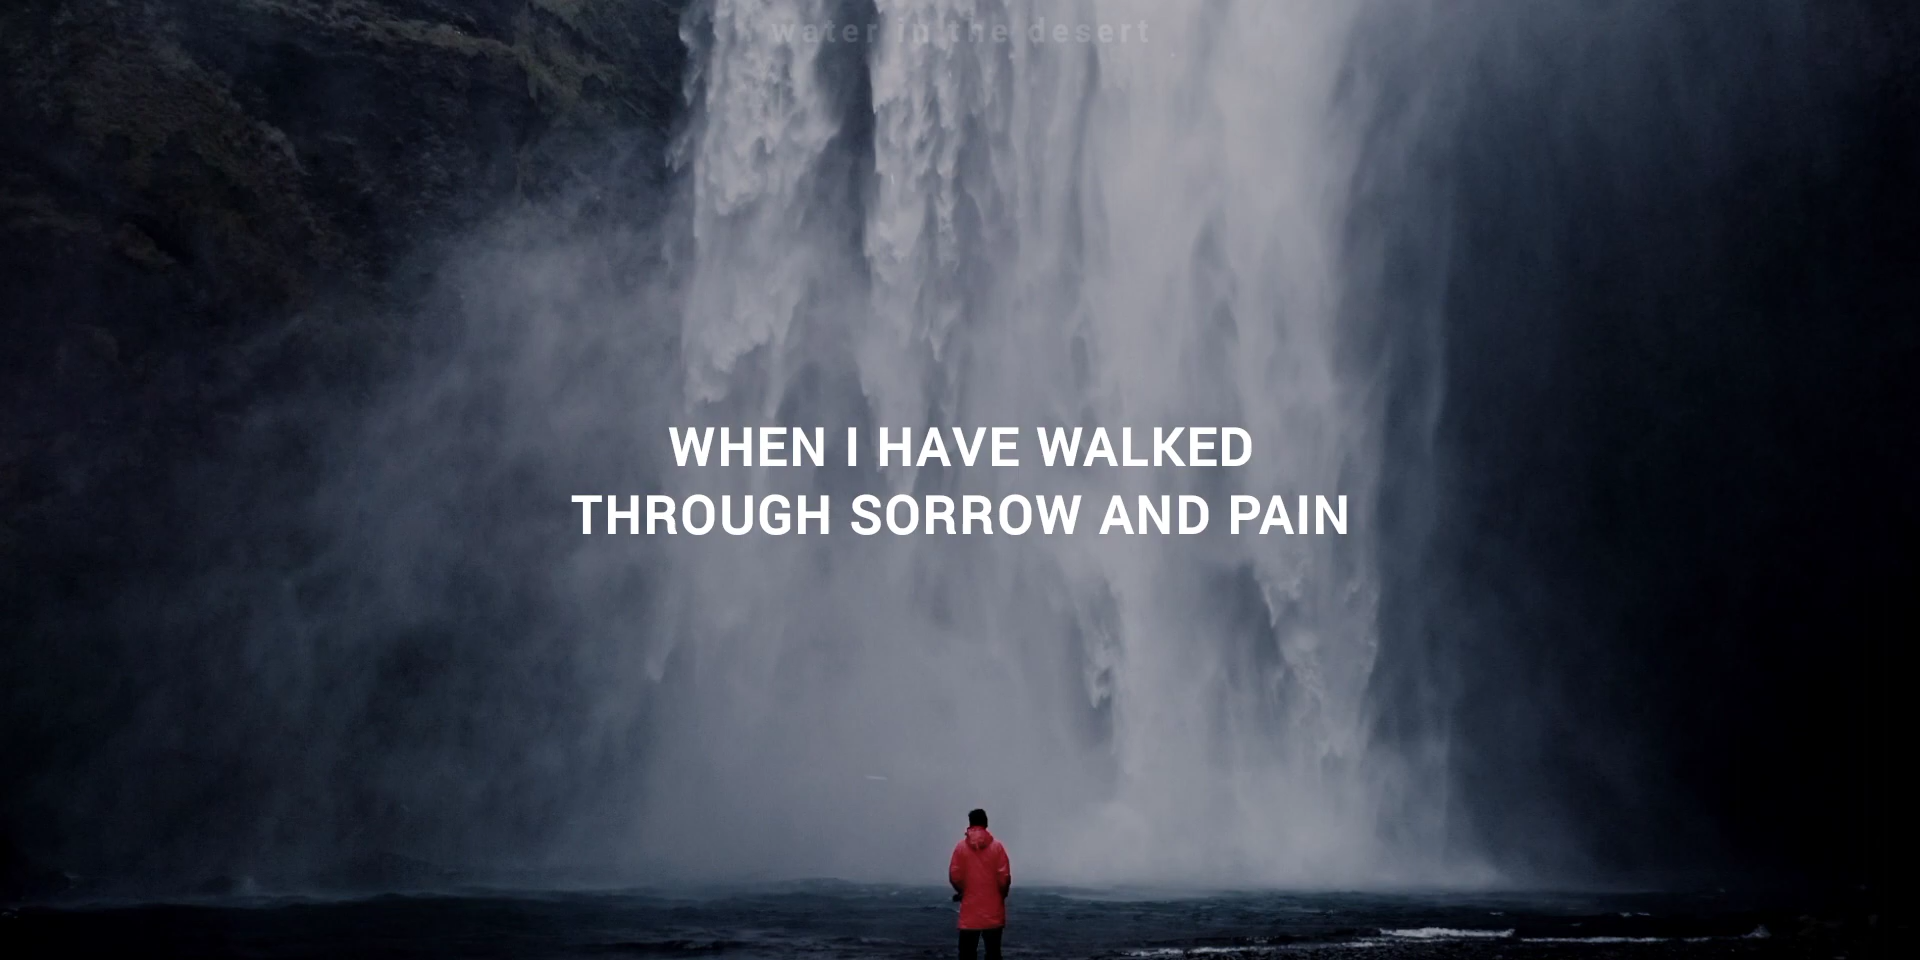 water in the desert
WHEN I HAVE WALKED
THROUGH SORROW AND PAIN